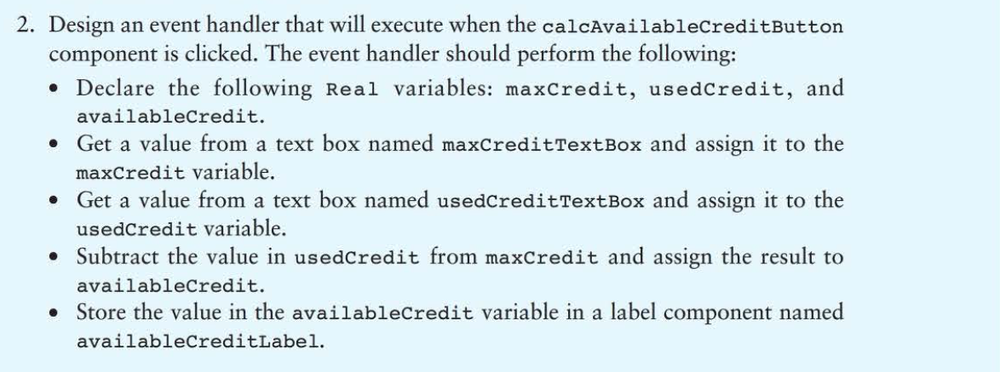 2. Design an event handler that will execute when the calcAvailableCreditButton
component is clicked. The event handler should perform the following:
• Declare the following Real variables: maxCredit, usedCredit, and
availableCredit.
• Get a value from a text box named maxCreditTextBox and assign it to the
maxCredit variable.
• Get a value from a text box named usedCreditTextBox and assign it to the
usedCredit variable.
• Subtract the value in usedCredit from maxCredit and assign the result to
availableCredit.
• Store the value in the availableCredit variable in a label component named
availableCreditLabel.